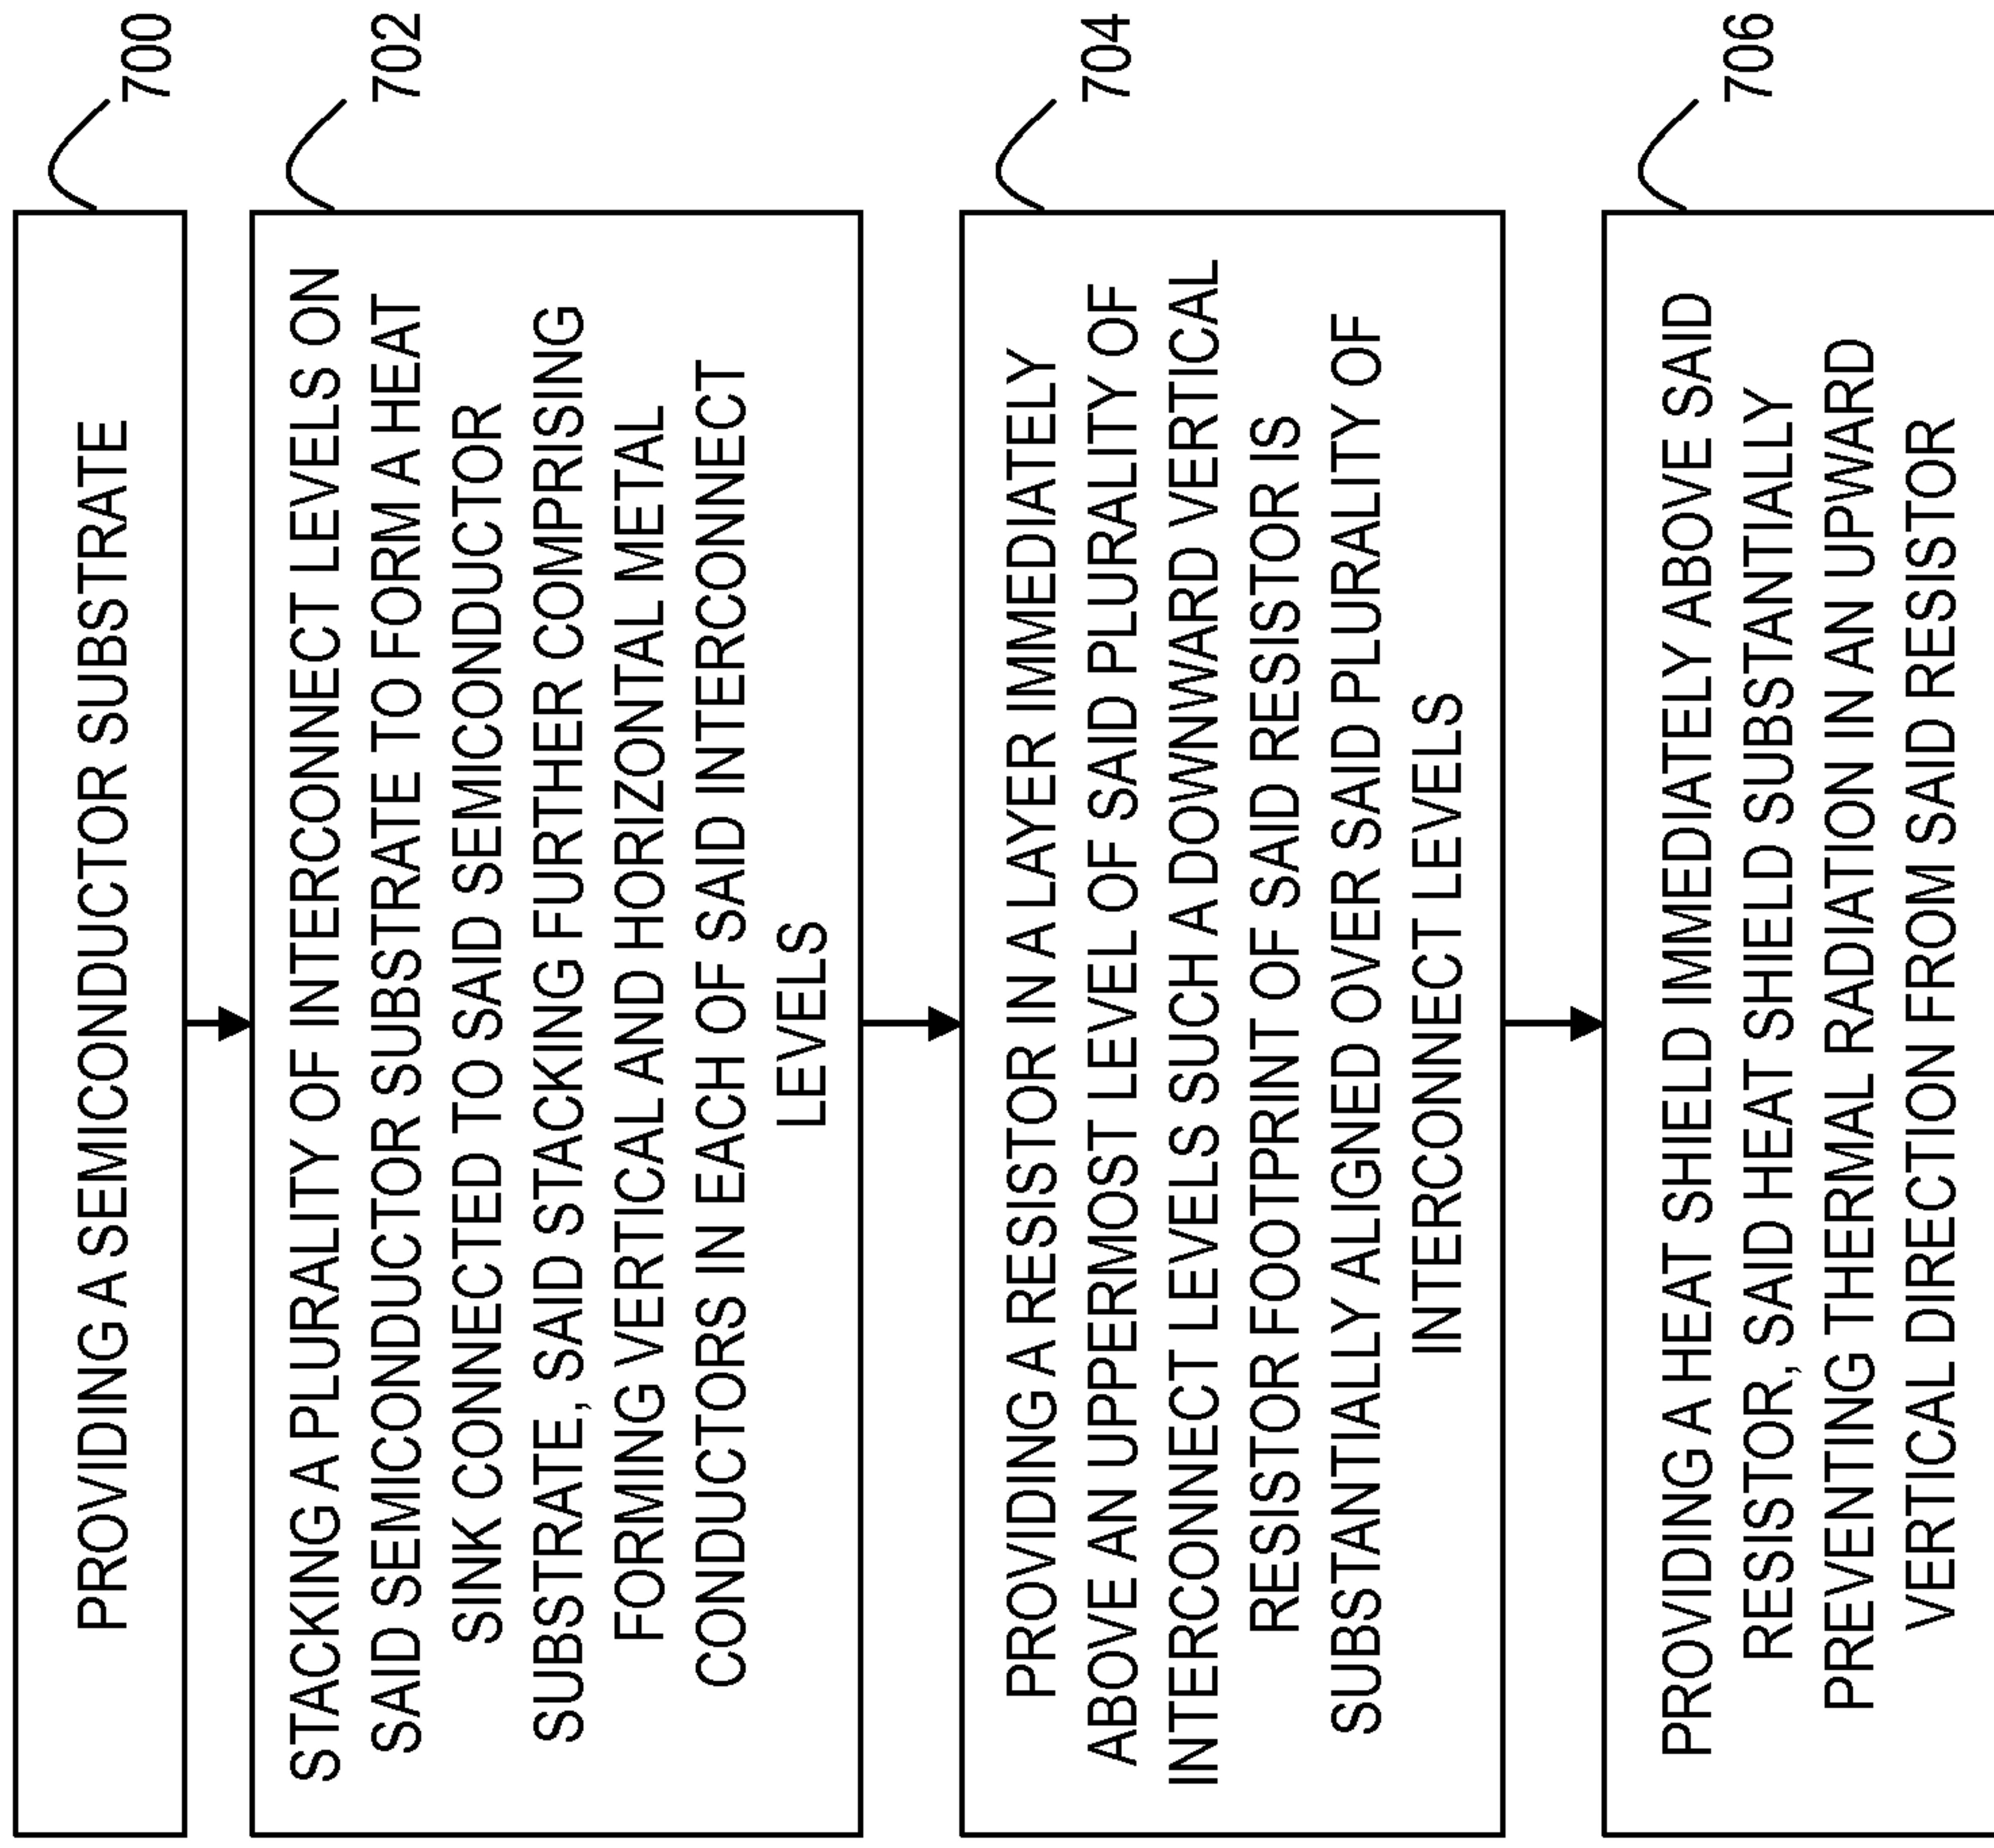 PROVIDING A SEMICONDUCTOR SUBSTRATE
700
STACKING A PLURALITY OF INTERCONNECT LEVELS ON
SAID SEMICONDUCTOR SUBSTRATE TO FORM A HEAT
SINK CONNECTED TO SAID SEMICONDUCTOR
SUBSTRATE, SAID STACKING FURTHER COMPRISING
FORMING VERTICAL AND HORIZONTAL METAL
CONDUCTORS IN EACH OF SAID INTERCONNECT
LEVELS
702
PROVIDING A RESISTOR IN A LAYER IMMEDIATELY
ABOVE AN UPPERMOST LEVEL OF SAID PLURALITY OF
INTERCONNECT LEVELS SUCH A DOWNWARD VERTICAL
RESISTOR FOOTPRINT OF SAID RESISTOR IS
SUBSTANTIALLY ALIGNED OVER SAID PLURALITY OF
INTERCONNECT LEVELS
704
PROVIDING A HEAT SHIELD IMMEDIATELY ABOVE SAID
RESISTOR, SAID HEAT SHIELD SUBSTANTIALLY
PREVENTING THERMAL RADIATION IN AN UPWARD
VERTICAL DIRECTION FROM SAID RESISTOR
706